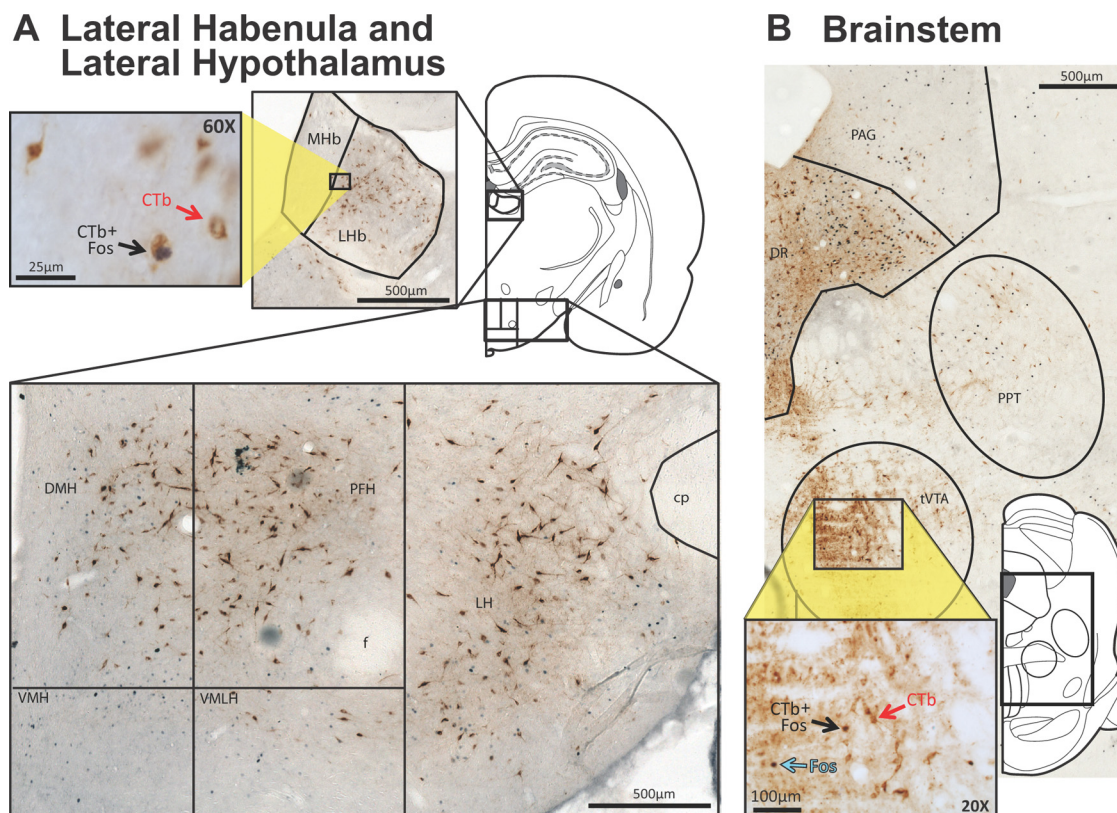 A Lateral Habenula and
Lateral Hypothalamus
60X
CTb
CTb+
Fos
25µm
MHb
LHb
500µm
DMH
PFH
cp
LH
f
VMH
VMLH
500µm
B Brainstem
500µm
PAG
DR
PPT
tVTA
CTb+
Fos
CTb
Fos
100µm
20X